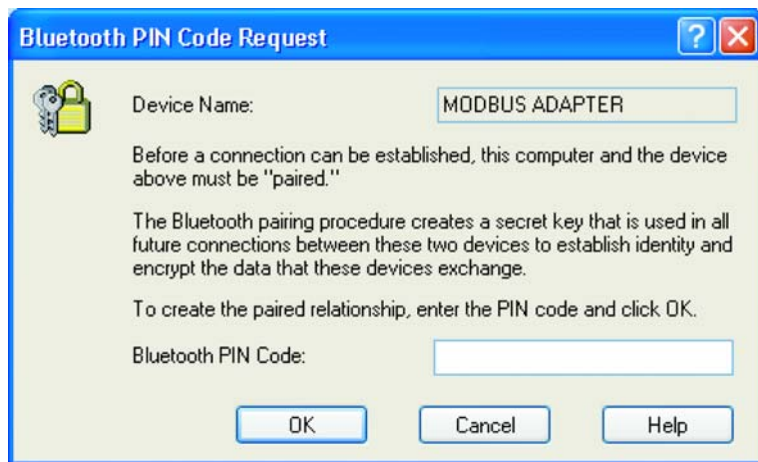 Bluetooth PIN Code Request
Device Name: MODBUS ADAPTER
Before a connection can be established, this computer and the device
above must be "paired."
The Bluetooth pairing procedure creates a secret key that is used in all
future connections between these two devices to establish identity and
encrypt the data that these devices exchange.
To create the paired relationship, enter the PIN code and click OK.
Bluetooth PIN Code:
OK Cancel Help